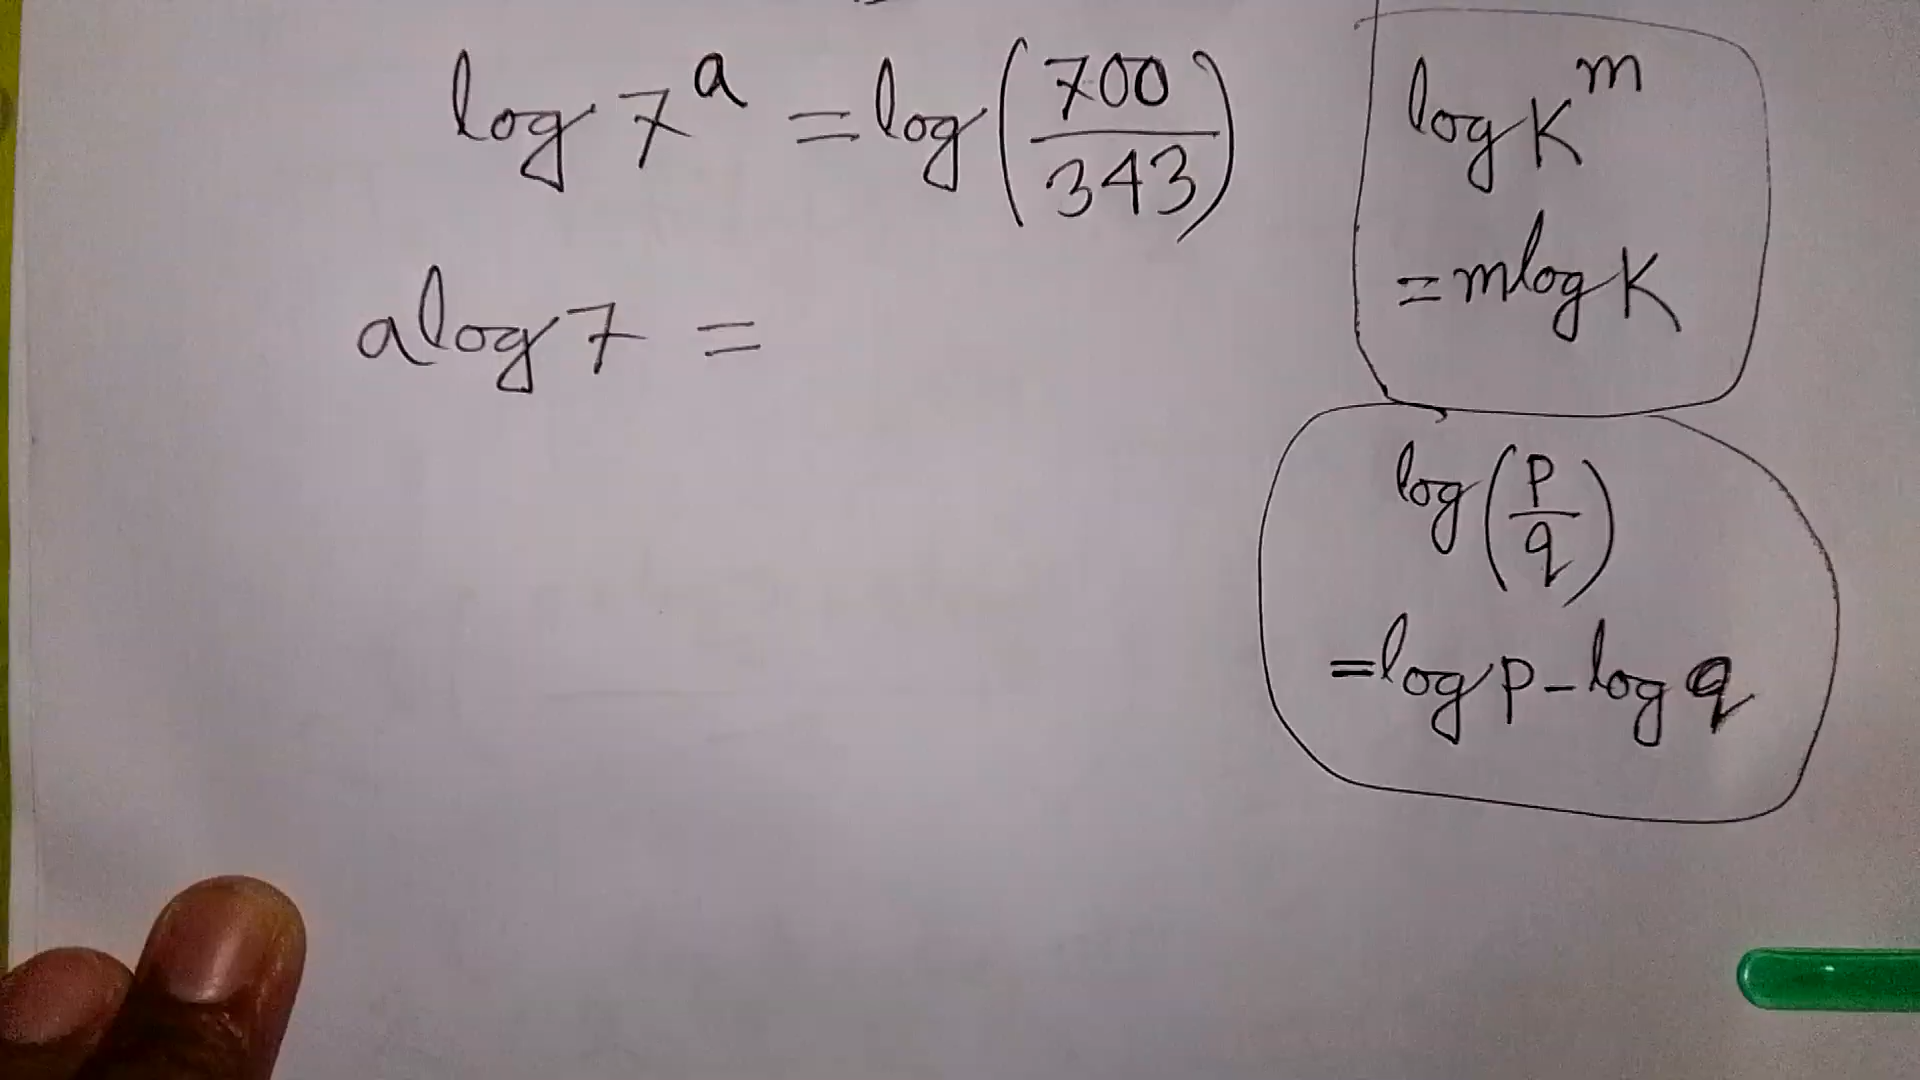 log 7^a = log(700/343)
a log 7 =
log K^m
= m log K
log(p/q)
= log p - log q